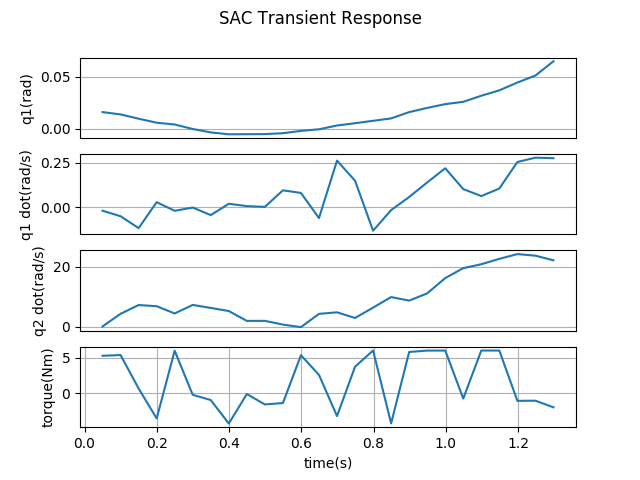 SAC Transient Response
0.05
0.00
q1(rad)
0.25
0.00
q1 dot(rad/s)
20
0
q2 dot(rad/s)
5
0
torque(Nm)
0.0 0.2 0.4 0.6 0.8 1.0 1.2
time(s)